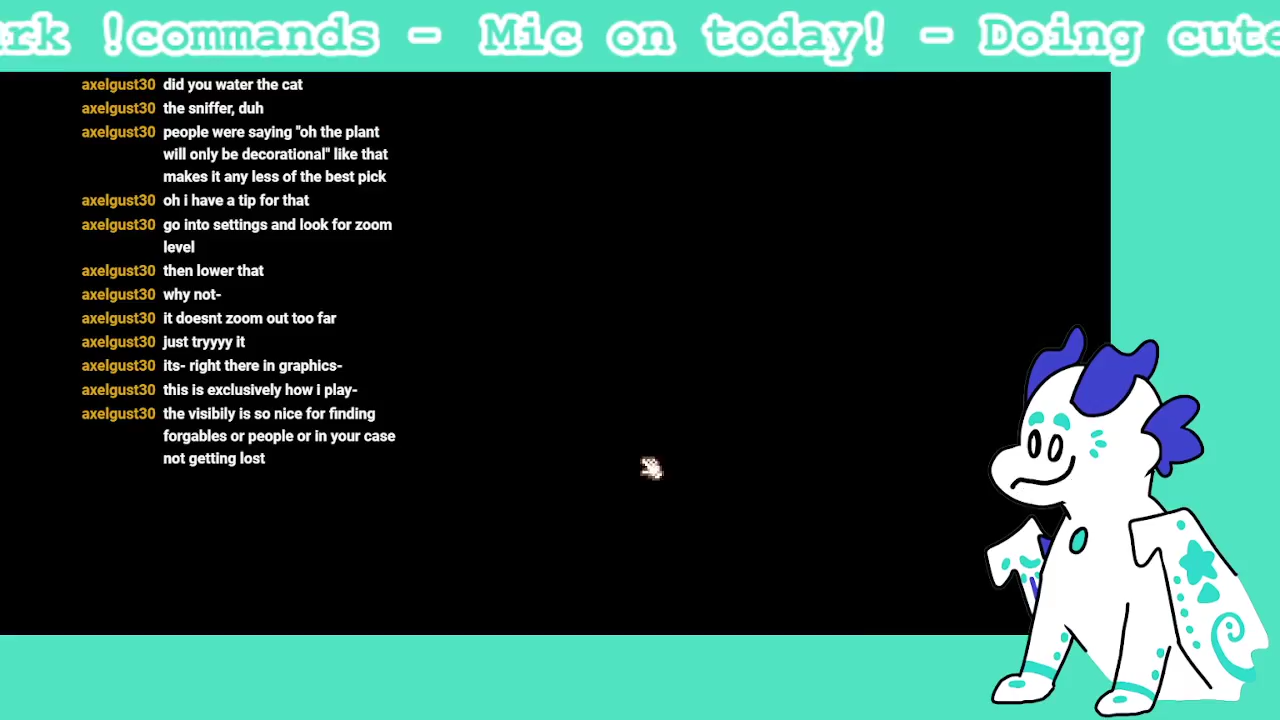 ark !commands - Mic on today! - Doing cute
axelgust30 did you water the cat
axelgust30 the sniffer, duh
axelgust30 people were saying "oh the plant
will only be decorational" like that
makes it any less of the best pick
axelgust30 oh i have a tip for that
axelgust30 go into settings and look for zoom
level
axelgust30 then lower that
axelgust30 why not-
axelgust30 it doesnt zoom out too far
axelgust30 just tryyyy it
axelgust30 its- right there in graphics-
axelgust30 this is exclusively how i play-
axelgust30 the visibily is so nice for finding
forgables or people or in your case
not getting lost